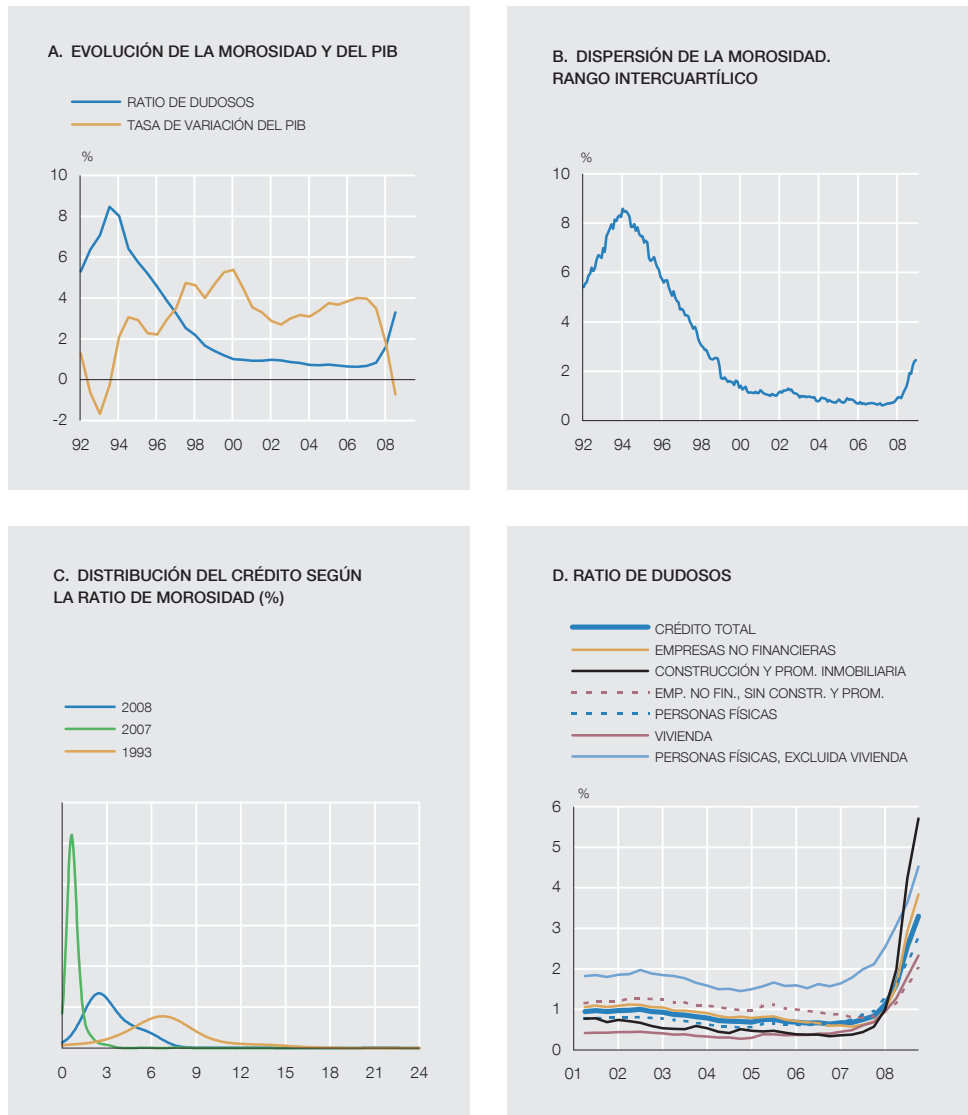 A. EVOLUCIÓN DE LA MOROSIDAD Y DEL PIB
RATIO DE DUDOSOS
TASA DE VARIACIÓN DEL PIB
%
10
8
6
4
2
0
-2
92 94 96 98 00 02 04 06 08
B. DISPERSIÓN DE LA MOROSIDAD.
RANGO INTERCUARTÍLICO
%
10
8
6
4
2
0
92 94 96 98 00 02 04 06 08
C. DISTRIBUCIÓN DEL CRÉDITO SEGÚN
LA RATIO DE MOROSIDAD (%)
2008
2007
1993
0 3 6 9 12 15 18 21 24
D. RATIO DE DUDOSOS
CRÉDITO TOTAL
EMPRESAS NO FINANCIERAS
CONSTRUCCIÓN Y PROM. INMOBILIARIA
EMP. NO FIN., SIN CONSTR. Y PROM.
PERSONAS FÍSICAS
VIVIENDA
PERSONAS FÍSICAS, EXCLUIDA VIVIENDA
%
6
5
4
3
2
1
0
01 02 03 04 05 06 07 08